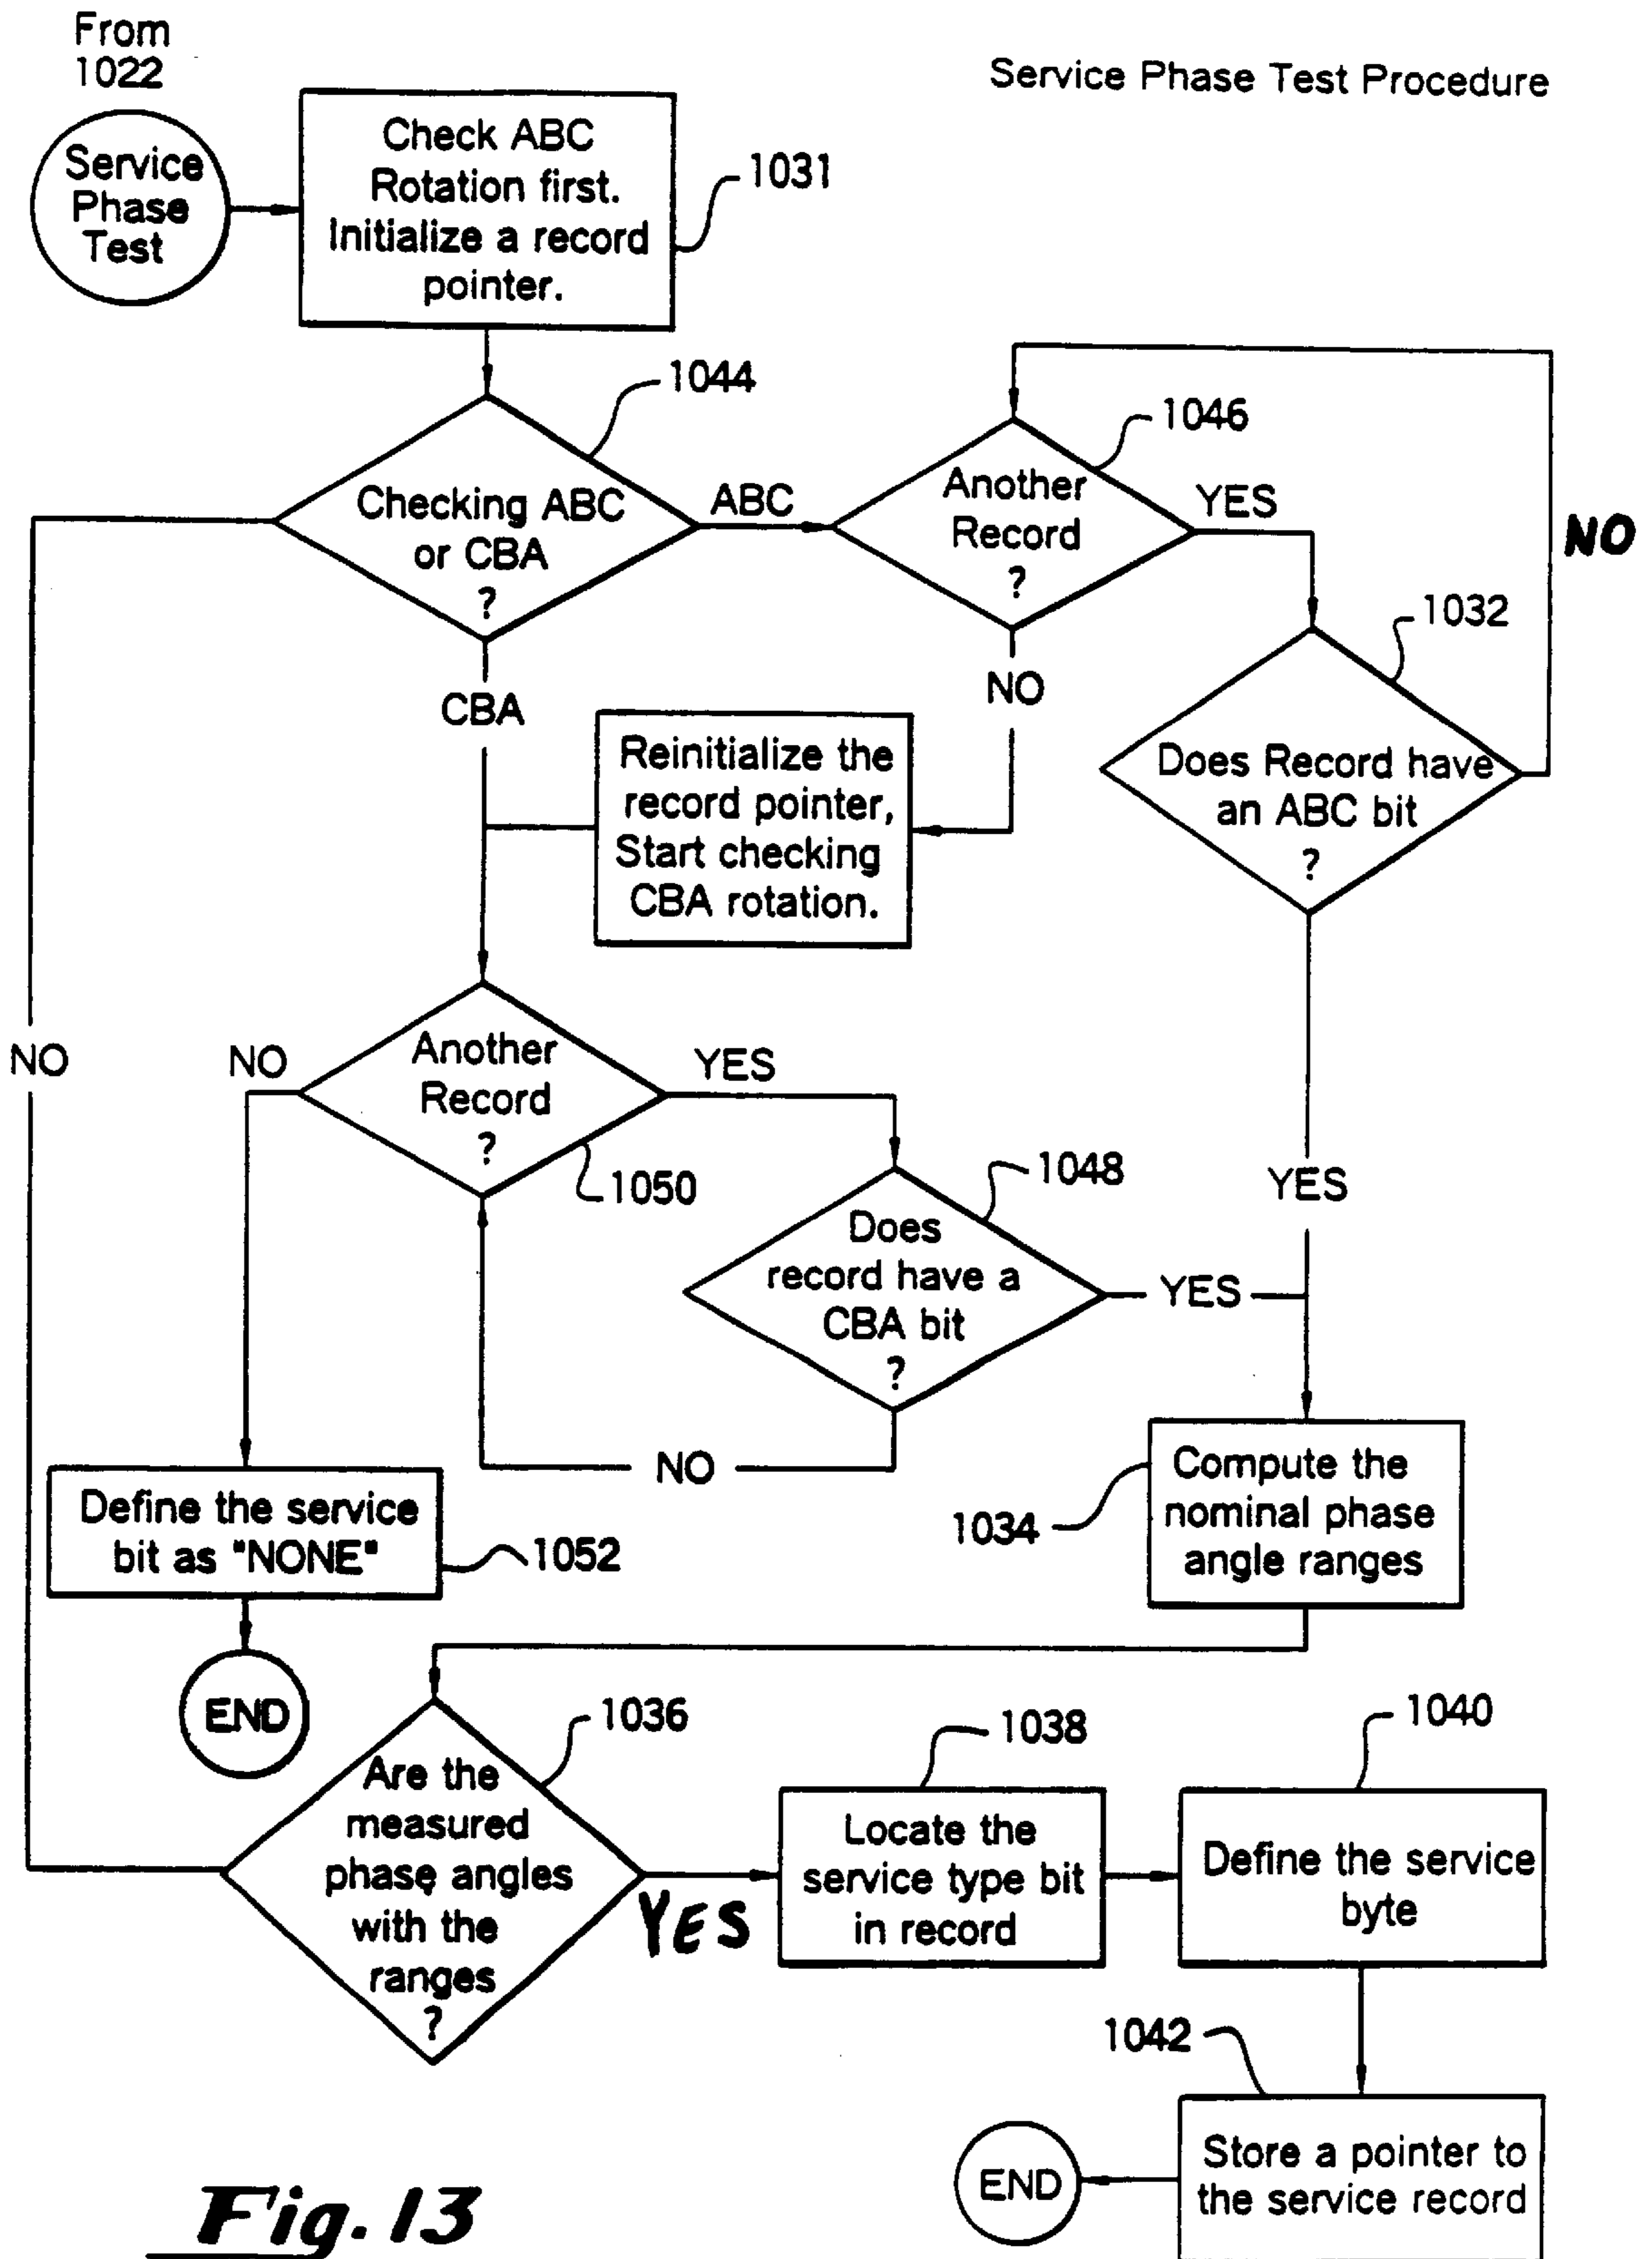 From
1022
Service Phase Test Procedure
Service
Phase
Test
Check ABC
Rotation first.
Initialize a record
pointer.
1031
1044
Checking ABC
or CBA
?
ABC
1046
Another
Record
?
YES
NO
1032
Does Record have
an ABC bit
?
NO
CBA
Reinitialize the
record pointer,
Start checking
CBA rotation.
NO
NO
Another
Record
?
YES
1050
1048
Does
record have a
CBA bit
?
YES
YES
NO
Define the service
bit as "NONE"
1052
END
1034
Compute the
nominal phase
angle ranges
1036
Are the
measured
phase angles
with the
ranges
?
YES
1038
Locate the
service type bit
in record
1040
Define the service
byte
1042
Store a pointer to
the service record
END
Fig. 13